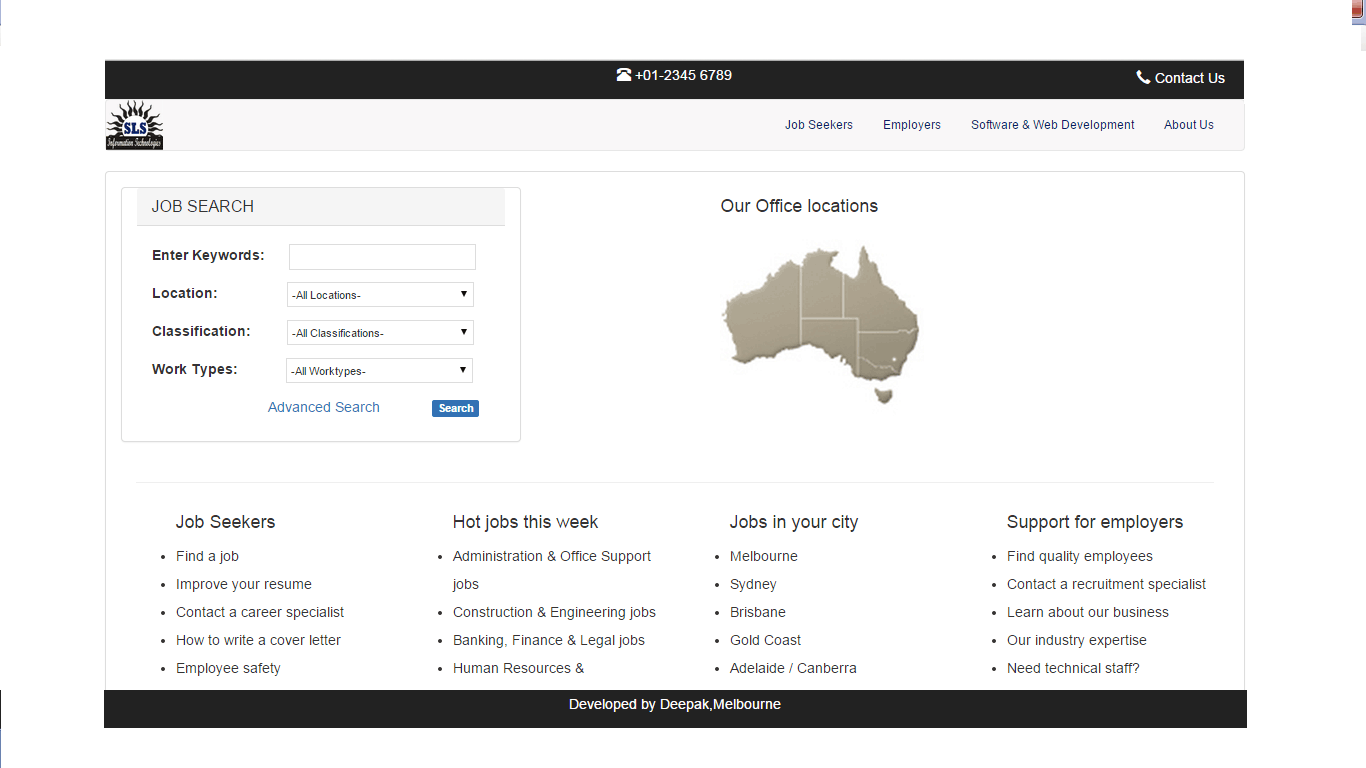 +01-2345 6789
Contact Us
SLS
Information Technologies
Job Seekers Employers Software & Web Development About Us
JOB SEARCH
Enter Keywords:
Location: -All Locations-
Classification: -All Classifications-
Work Types: -All Worktypes-
Advanced Search Search
Our Office locations
Job Seekers
Find a job
Improve your resume
Contact a career specialist
How to write a cover letter
Employee safety
Hot jobs this week
Administration & Office Support
jobs
Construction & Engineering jobs
Banking, Finance & Legal jobs
Human Resources &
Jobs in your city
Melbourne
Sydney
Brisbane
Gold Coast
Adelaide / Canberra
Support for employers
Find quality employees
Contact a recruitment specialist
Learn about our business
Our industry expertise
Need technical staff?
Developed by Deepak,Melbourne